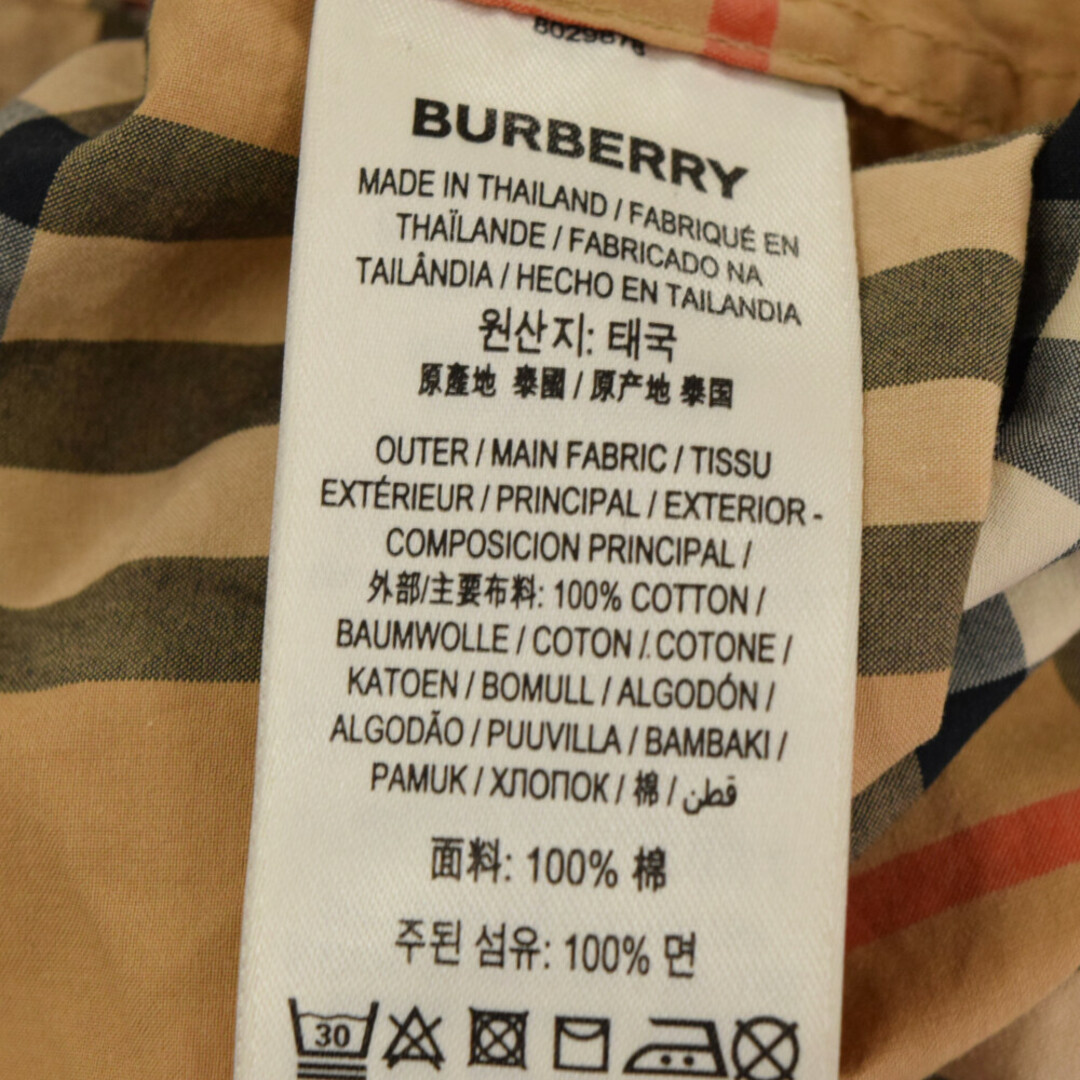 BURBERRY
MADE IN THAILAND / FABRIQUÉ EN
THAÏLANDE / FABRICADO NA
TAILÂNDIA / HECHO EN TAILANDIA
원산지: 태국
原產地 泰國 / 原产地 泰国
OUTER / MAIN FABRIC / TISSU
EXTÉRIEUR / PRINCIPAL / EXTERIOR -
COMPOSICION PRINCIPAL /
外部/主要布料: 100% COTTON /
BAUMWOLLE / COTON /. COTONE /
KATOEN / BOMULL / ALGODÓN /
ALGODÃO / PUUVILLA / BAMBAKI /
PAMUK / ХЛОПОК / 棉 / قطن
面料: 100% 棉
주된 섬유: 100% 면
30